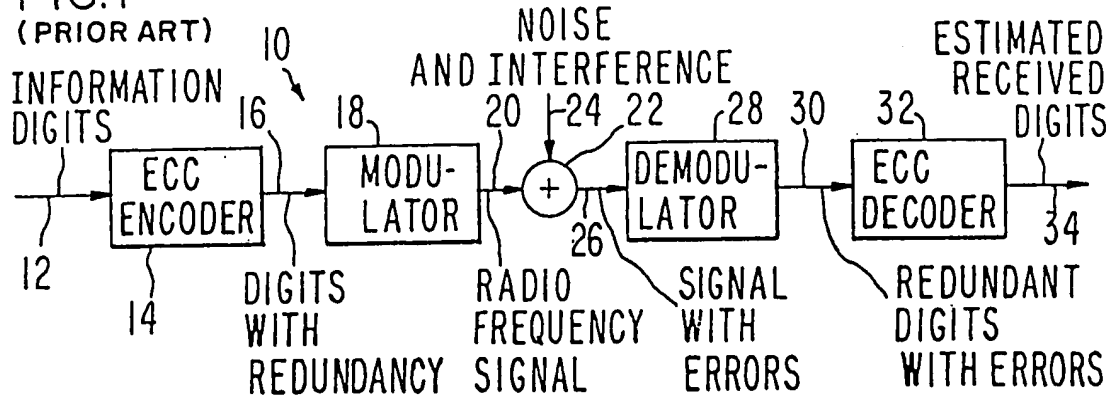 FIG.1
(PRIOR ART)
INFORMATION
DIGITS
10
NOISE
AND INTERFERENCE
ESTIMATED
RECEIVED
DIGITS
12
ECC
ENCODER
14
16
DIGITS
WITH
REDUNDANCY
18
MODU-
LATOR
20
RADIO
FREQUENCY
SIGNAL
24
22
+
26
SIGNAL
WITH
ERRORS
28
DEMODU-
LATOR
30
REDUNDANT
DIGITS
WITH ERRORS
32
ECC
DECODER
34